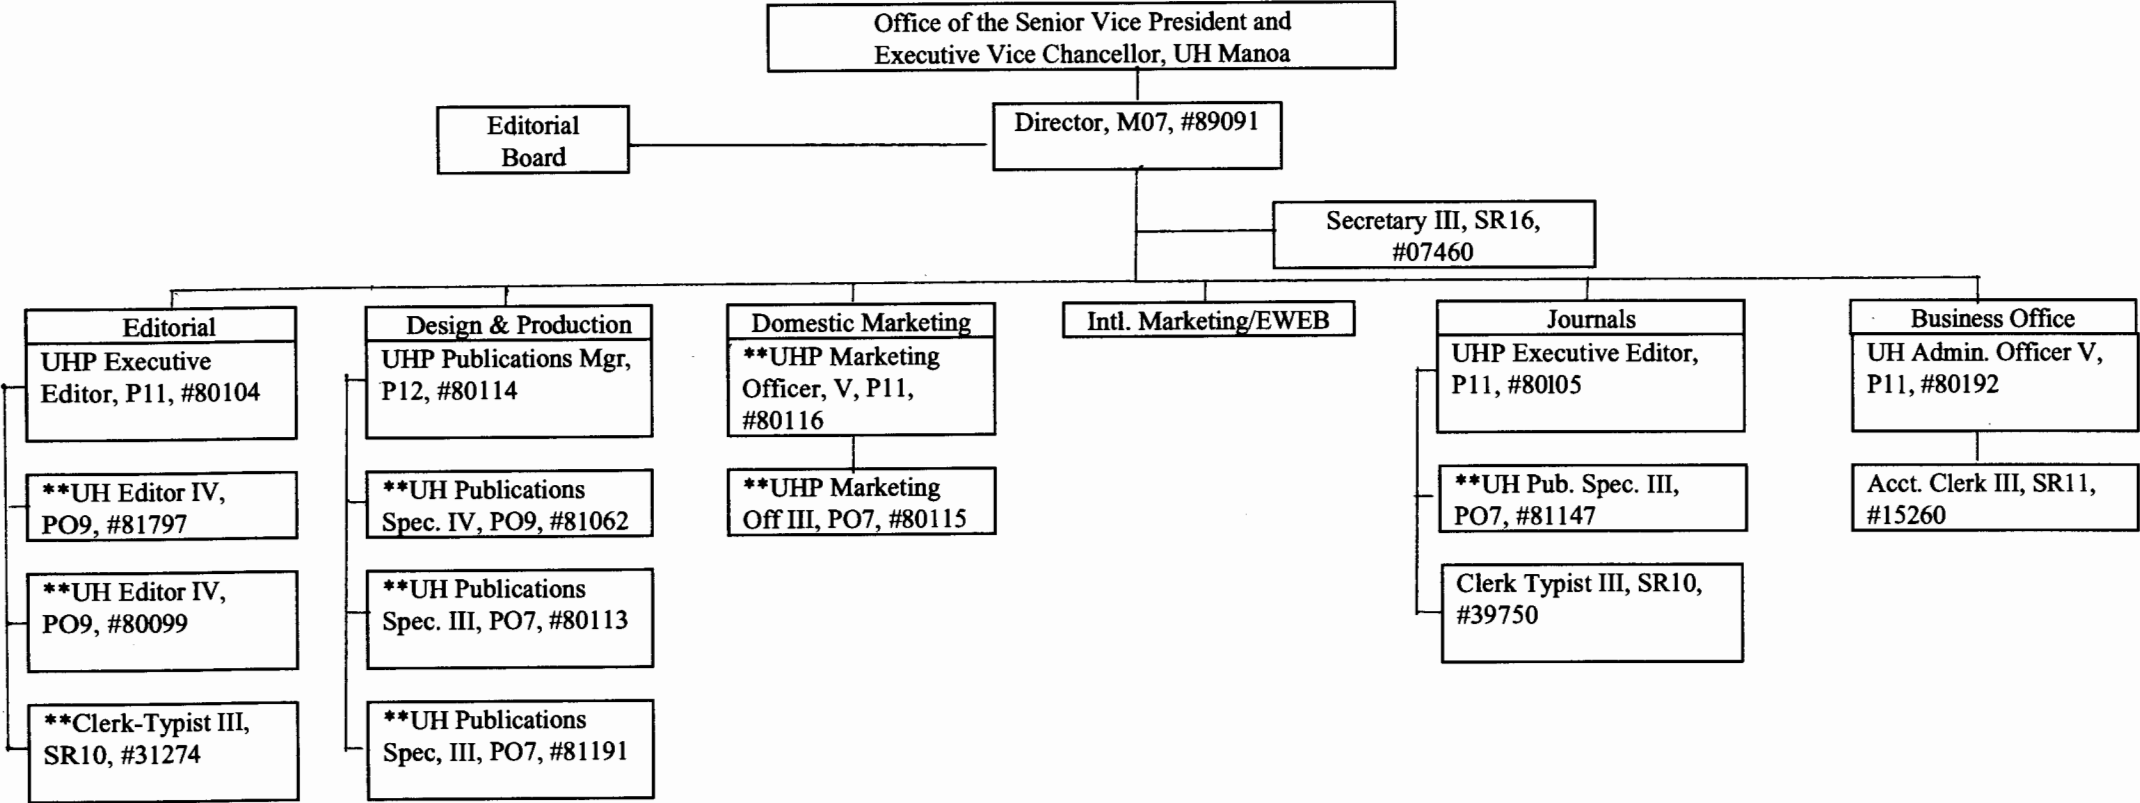 Office of the Senior Vice President and
Executive Vice Chancellor, UH Manoa
Editorial
Board
Director, M07, #89091
Secretary III, SR16,
#07460
Editorial
UHP Executive
Editor, P11, #80104
**UH Editor IV,
PO9, #81797
**UH Editor IV,
PO9, #80099
**Clerk-Typist III,
SR10, #31274
Design & Production
UHP Publications Mgr,
P12, #80114
**UH Publications
Spec. IV, PO9, #81062
**UH Publications
Spec. III, PO7, #80113
**UH Publications
Spec, III, PO7, #81191
Domestic Marketing
**UHP Marketing
Officer, V, P11,
#80116
**UHP Marketing
Off III, PO7, #80115
Intl. Marketing/EWEB
Journals
UHP Executive Editor,
P11, #80105
**UH Pub. Spec. III,
PO7, #81147
Clerk Typist III, SR10,
#39750
Business Office
UH Admin. Officer V,
P11, #80192
Acct. Clerk III, SR11,
#15260